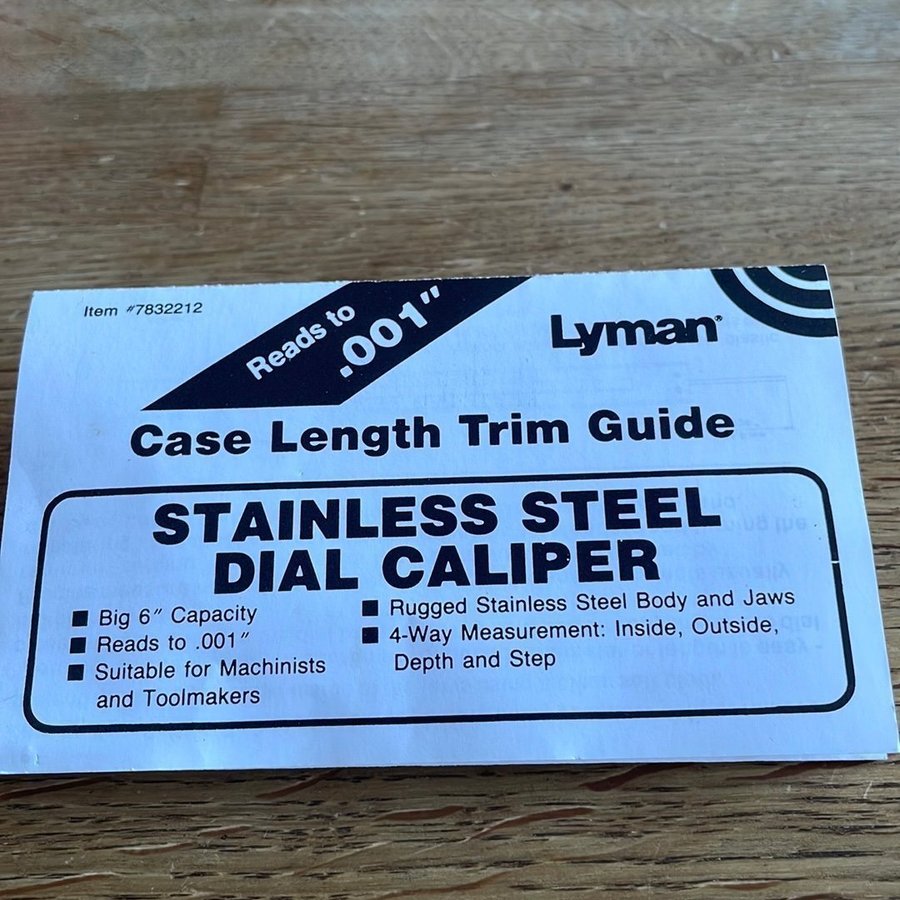 Item #7832212
Reads to
.001"
Lyman®
Case Length Trim Guide
STAINLESS STEEL
DIAL CALIPER
■ Big 6" Capacity
■ Reads to .001"
■ Suitable for Machinists
and Toolmakers
■ Rugged Stainless Steel Body and Jaws
■ 4-Way Measurement: Inside, Outside,
Depth and Step